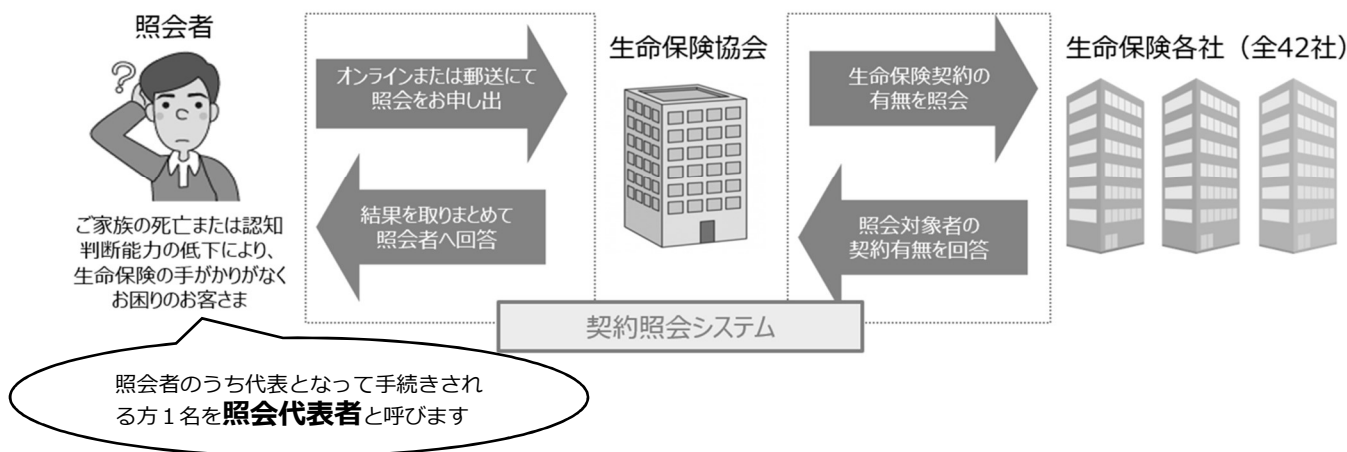 照会者
ご家族の死亡または認知
判断能力の低下により、
生命保険の手がかりがなく
お困りのお客さま
オンラインまたは郵送にて
照会をお申し出
結果を取りまとめて
照会者へ回答
生命保険協会
生命保険契約の
有無を照会
照会対象者の
契約有無を回答
生命保険各社（全42社）
契約照会システム
照会者のうち代表となって手続きされ
る方１名を照会代表者と呼びます